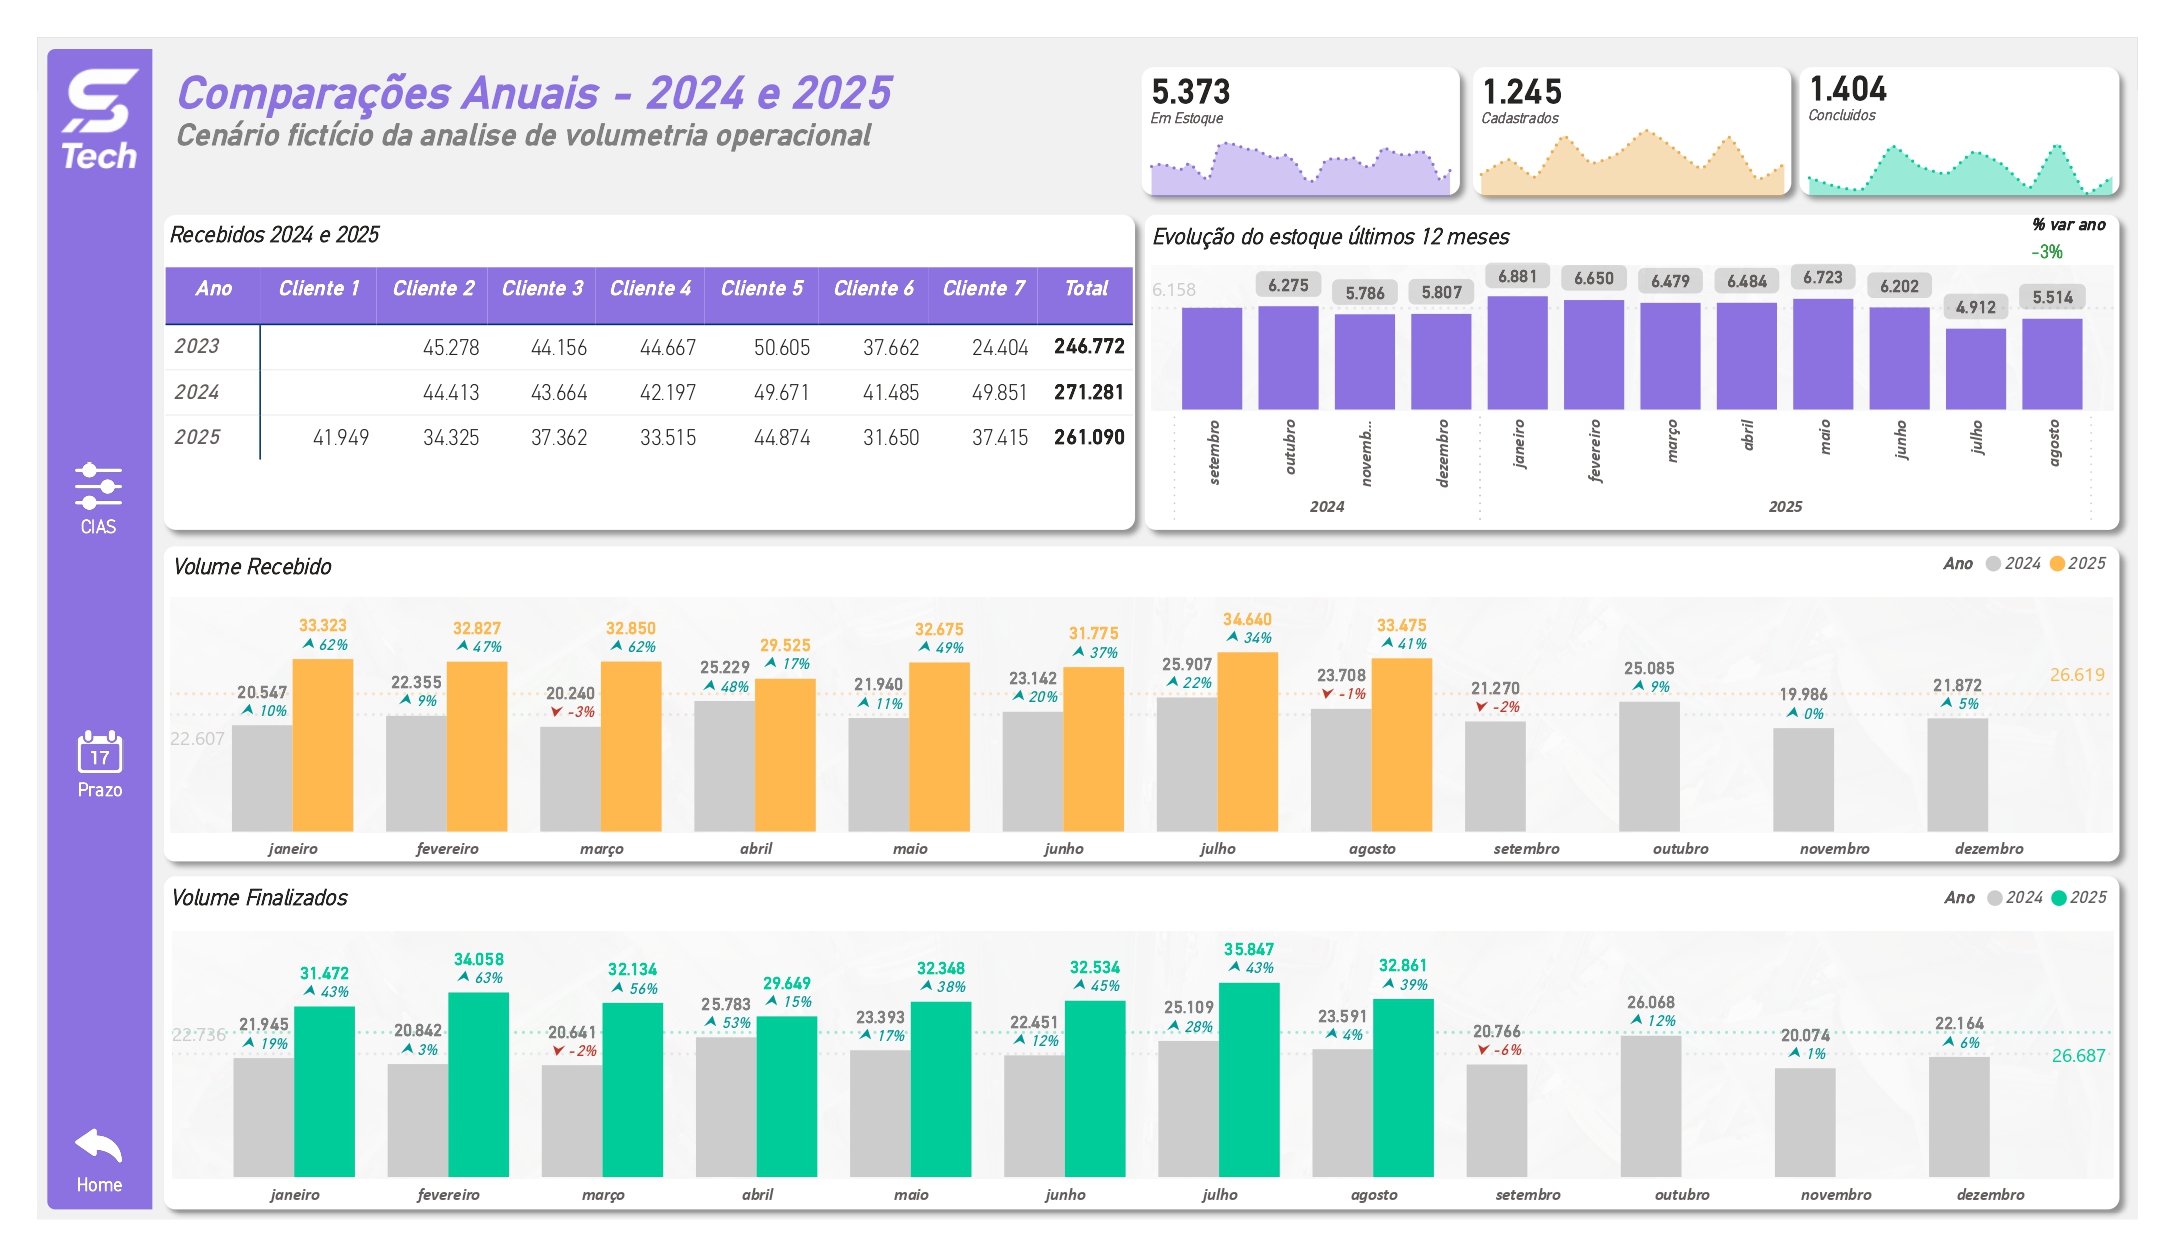 Tech
Comparações Anuais - 2024 e 2025
Cenário fictício da analise de volumetria operacional
5.373
Em Estoque
1.245
Cadastrados
1.404
Concluidos
Recebidos 2024 e 2025
Ano Cliente 1 Cliente 2 Cliente 3 Cliente 4 Cliente 5 Cliente 6 Cliente 7 Total
2023 45.278 44.156 44.667 50.605 37.662 24.404 246.772
2024 44.413 43.664 42.197 49.671 41.485 49.851 271.281
2025 41.949 34.325 37.362 33.515 44.874 31.650 37.415 261.090
Evolução do estoque últimos 12 meses
% var ano
-3%
6.158 6.275 5.786 5.807 6.881 6.650 6.479 6.484 6.723 6.202 4.912 5.514
setembro outubro novemb... dezembro janeiro fevereiro março abril maio junho julho agosto
2024 2025
CIAS
17
Prazo
Home
Volume Recebido
Ano 2024 2025
33.323 32.827 32.850 29.525 32.675 31.775 34.640 33.475
62% 47% 62% 17% 49% 37% 34% 41%
20.547 22.355 20.240 25.229 21.940 23.142 25.907 23.708 21.270 25.085 19.986 21.872
10% 9% -3% 48% 11% 20% 22% -1% -2% 9% 0% 5%
22.607 26.619
janeiro fevereiro março abril maio junho julho agosto setembro outubro novembro dezembro
Volume Finalizados
Ano 2024 2025
31.472 34.058 32.134 29.649 32.348 32.534 35.847 32.861
43% 63% 56% 15% 38% 45% 43% 39%
21.945 20.842 20.641 25.783 23.393 22.451 25.109 23.591 20.766 26.068 20.074 22.164
19% 3% -2% 53% 17% 12% 28% 4% -6% 12% 1% 6%
22.736 26.687
janeiro fevereiro março abril maio junho julho agosto setembro outubro novembro dezembro